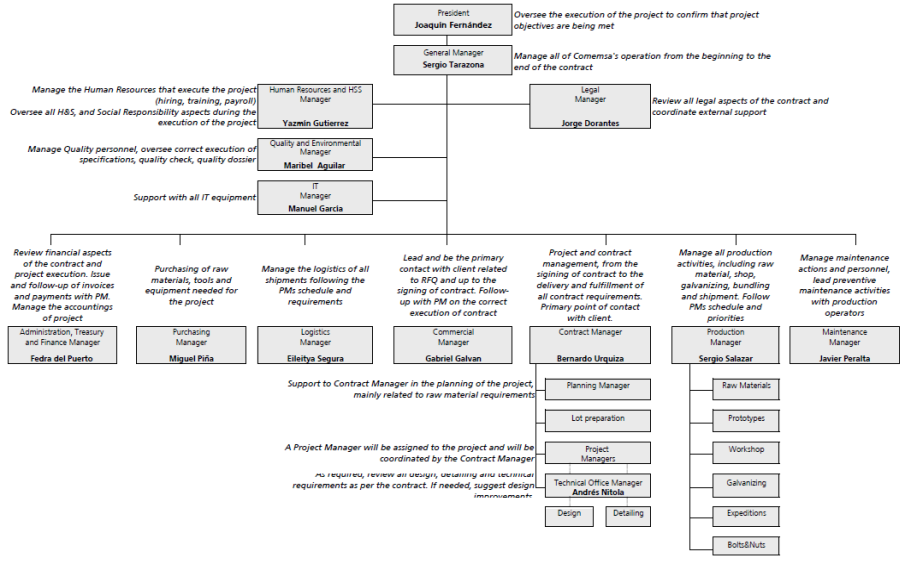 President
Joaquin Fernández
Oversee the execution of the project to confirm that project
objectives are being met
General Manager
Sergio Tarazona
Manage all of Comemsa's operation from the beginning to the
end of the contract
Manage the Human Resources that execute the project
(hiring, training, payroll)
Oversee all H&S, and Social Responsibility aspects during the
execution of the project
Human Resources and HSS
Manager
Yazmin Gutierrez
Legal
Manager
Jorge Dorantes
Review all legal aspects of the contract and
coordinate external support
Manage Quality personnel, oversee correct execution of
specifications, quality check, quality dossier
Quality and Environmental
Manager
Maribel Aguilar
Support with all IT equipment
IT
Manager
Manuel Garcia
Review financial aspects
of the contract and
project execution. Issue
and follow-up of invoices
and payments with PM.
Manage the accountings
of project
Administration, Treasury
and Finance Manager
Fedra del Puerto
Purchasing of raw
materials, tools and
equipment needed for
the project
Purchasing
Manager
Miguel Piña
Manage the logistics of all
shipments following the
PMs schedule and
requirements
Logistics
Manager
Eileitya Segura
Lead and be the primary
contact with client related
to RFQ and up to the
signing of contract. Follow-
up with PM on the correct
execution of contract
Commercial
Manager
Gabriel Galvan
Project and contract
management, from the
sigining of contract to the
delivery and fulfillment of
all contract requirements.
Primary point of contact
with client.
Contract Manager
Bernardo Urquiza
Manage all production
activities, including raw
material, shop,
galvanizing, bundling
and shipment. Follow
PMs schedule and
priorities
Production
Manager
Sergio Salazar
Manage maintenance
actions and personnel,
lead preventive
maintenance activities
with production
operators
Maintenance
Manager
Javier Peralta
Support to Contract Manager in the planning of the project,
mainly related to raw material requirements
Planning Manager
Lot preparation
A Project Manager will be assigned to the project and will be
coordinated by the Contract Manager
Project
Managers
As required, review all design, detailing and technical
requirements as per the contract. If needed, suggest design
improvements
Technical Office Manager
Andrés Nitola
Design
Detailing
Raw Materials
Prototypes
Workshop
Galvanizing
Expeditions
Bolts&Nuts